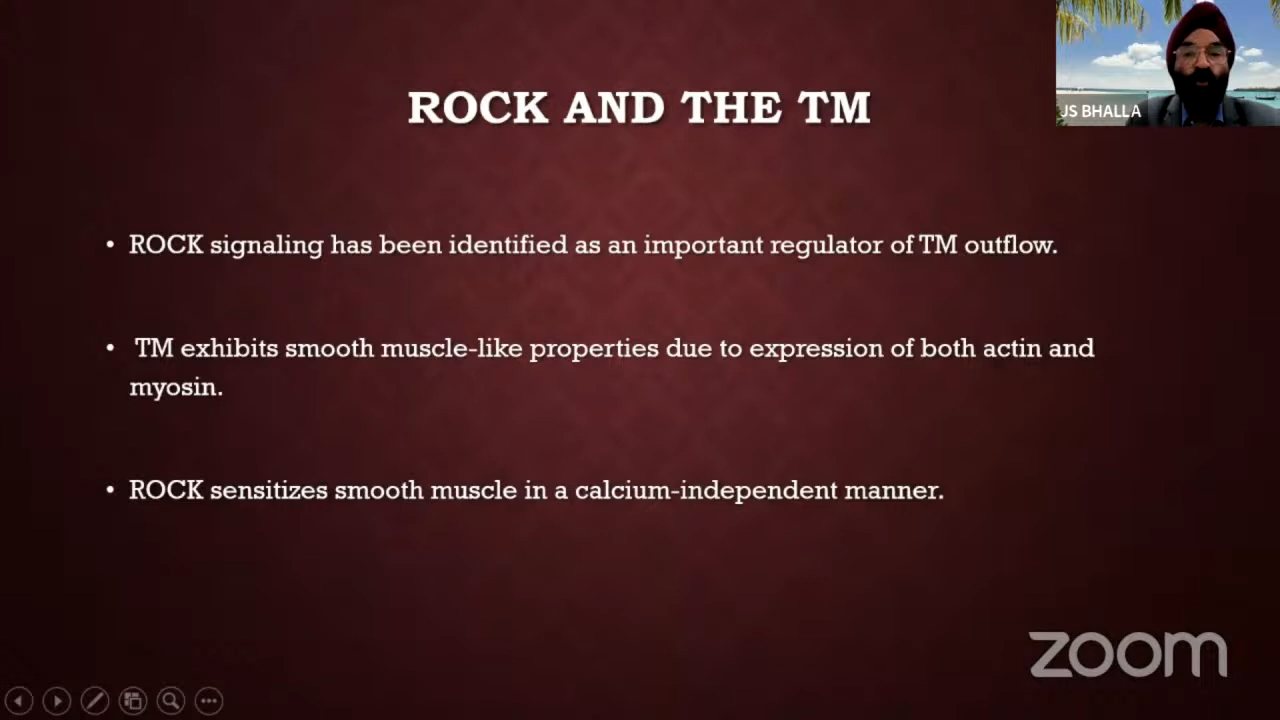 ROCK AND THE TM
JS BHALLA
• ROCK signaling has been identified as an important regulator of TM outflow.
• TM exhibits smooth muscle-like properties due to expression of both actin and
myosin.
• ROCK sensitizes smooth muscle in a calcium-independent manner.
zoom